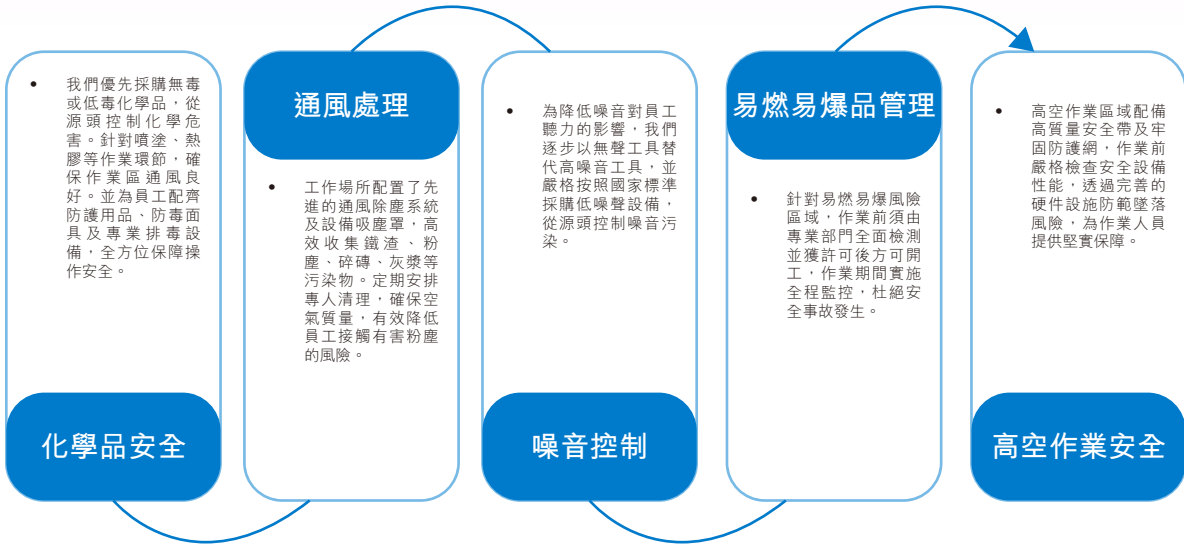 • 我們優先採購無毒
或低毒化學品，從
源頭控制化學危
害。針對噴塗、熱
膠等作業環節，確
保作業區通風良
好。並為員工配齊
防護用品、防毒面
具及專業排毒設
備，全方位保障操
作安全。
化學品安全
通風處理
• 工作場所配置了先
進的通風除塵系統
及設備吸塵罩，高
效收集鐵渣、粉
塵、碎磚、灰漿等
污染物。定期安排
專人清理，確保空
氣質量，有效降低
員工接觸有害粉塵
的風險。
• 為降低噪音對員工
聽力的影響，我們
逐步以無聲工具替
代高噪音工具，並
嚴格按照國家標準
採購低噪聲設備，
從源頭控制噪音污
染。
噪音控制
易燃易爆品管理
• 針對易燃易爆風險
區域，作業前須由
專業部門全面檢測
並獲許可後方可開
工，作業期間實施
全程監控，杜絕安
全事故發生。
• 高空作業區域配備
高質量安全帶及牢
固防護網，作業前
嚴格檢查安全設備
性能，透過完善的
硬件設施防範墜落
風險，為作業人員
提供堅實保障。
高空作業安全